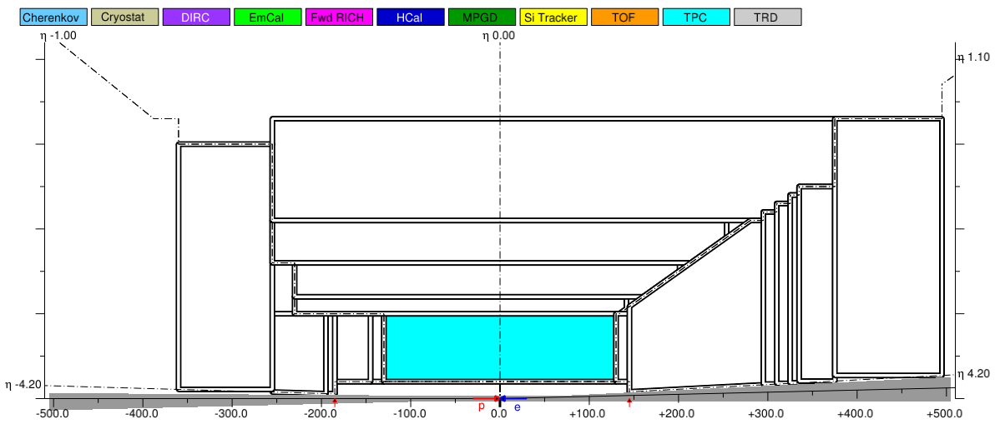 Cherenkov Cryostat DIRC EmCal Fwd RICH HCal MPGD Si Tracker TOF TPC TRD
η -1.00 η 0.00
η 1.10
η -4.20 η 4.20
-500.0 -400.0 -300.0 -200.0 -100.0 0.0 +100.0 +200.0 +300.0 +400.0 +500.0
p e